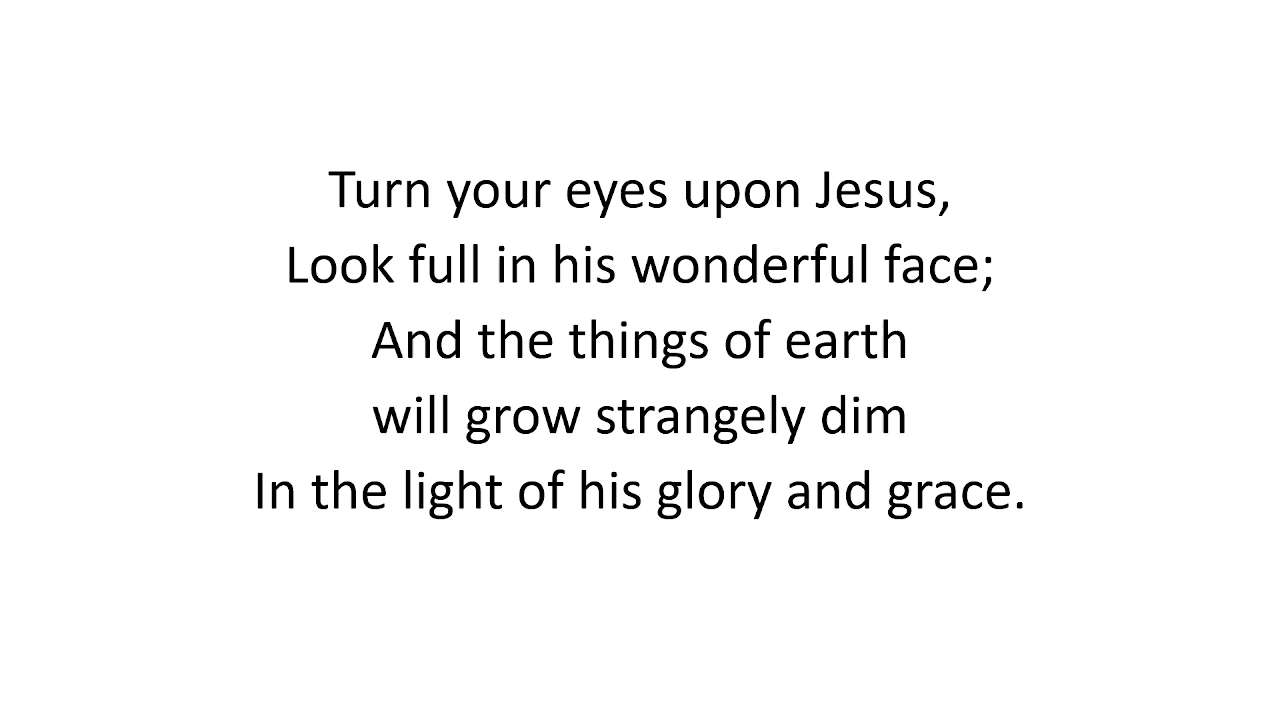 Turn your eyes upon Jesus,
Look full in his wonderful face;
And the things of earth
will grow strangely dim
In the light of his glory and grace.